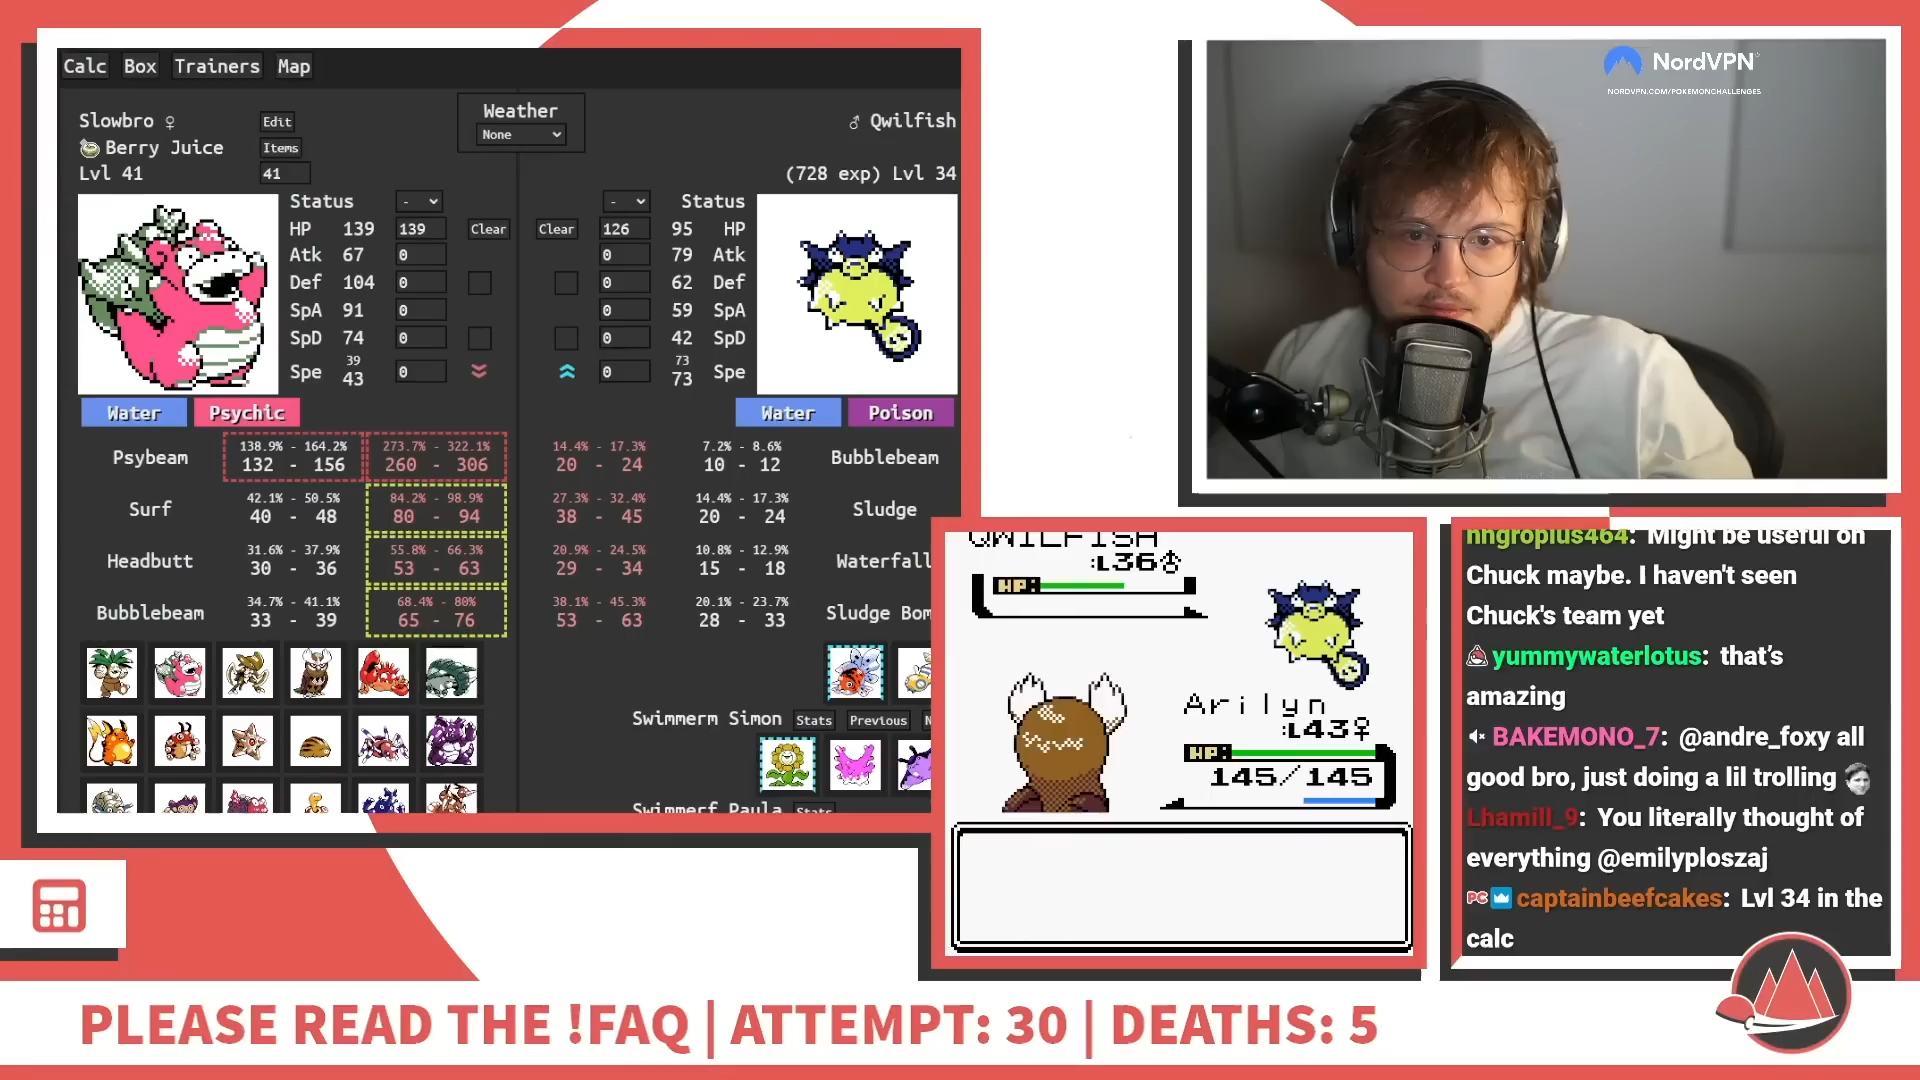 Calc Box Trainers Map
Slowbro ♀ Edit
Berry Juice Items
Lvl 41 41
Weather
None
♂ Qwilfish
(728 exp) Lvl 34
Status - - Status
HP 139 139 Clear Clear 126 95 HP
Atk 67 0 0 79 Atk
Def 104 0 0 62 Def
SpA 91 0 0 59 SpA
SpD 74 0 0 42 SpD
39 73
Spe 43 0 0 73 Spe
Water Psychic Water Poison
138.9% - 164.2% 273.7% - 322.1% 14.4% - 17.3% 7.2% - 8.6%
Psybeam 132 - 156 260 - 306 20 - 24 10 - 12 Bubblebeam
42.1% - 50.5% 84.2% - 98.9% 27.3% - 32.4% 14.4% - 17.3%
Surf 40 - 48 80 - 94 38 - 45 20 - 24 Sludge
31.6% - 37.9% 55.8% - 66.3% 20.9% - 24.5% 10.8% - 12.9%
Headbutt 30 - 36 53 - 63 29 - 34 15 - 18 Waterfall
34.7% - 41.1% 68.4% - 80% 38.1% - 45.3% 20.1% - 23.7%
Bubblebeam 33 - 39 65 - 76 53 - 63 28 - 33 Sludge Bom
Swimmerm Simon Stats Previous N
Swimmerf Paula Stats
NordVPN
NORDVPN.COM/POKEMONCHALLENGES
QWILFISH
:L36♂
HP:
Arilyn
:L43♀
HP:
145/145
nhgroplus464: Might be useful on
Chuck maybe. I haven't seen
Chuck's team yet
yummywaterlotus: that's
amazing
BAKEMONO_7: @andre_foxy all
good bro, just doing a lil trolling
Lhamill_9: You literally thought of
everything @emilyploszaj
PC captainbeefcakes: Lvl 34 in the
calc
PLEASE READ THE !FAQ | ATTEMPT: 30 | DEATHS: 5